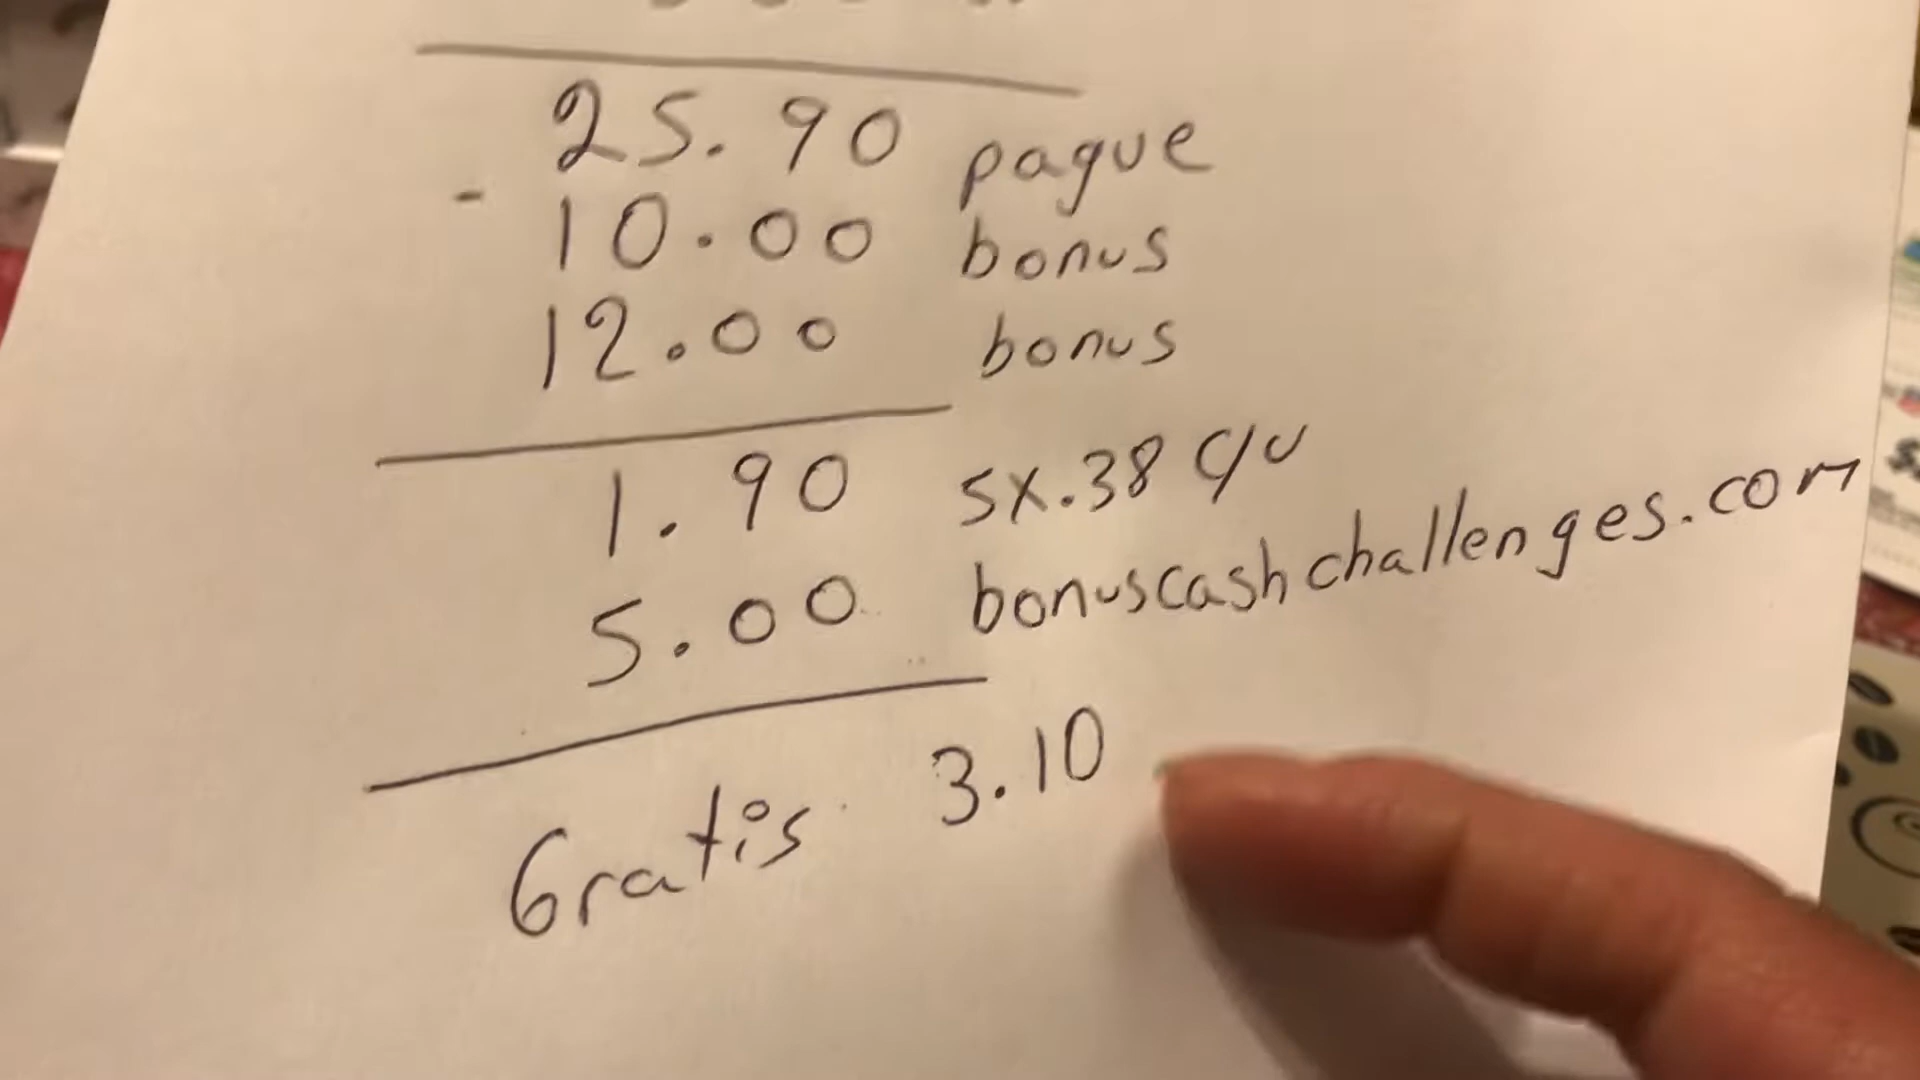 25.90 pague
- 10.00 bonus
12.00 bonus
1.90 5x.38 c/u
5.00 bonuscashchallenges.com
Gratis 3.10